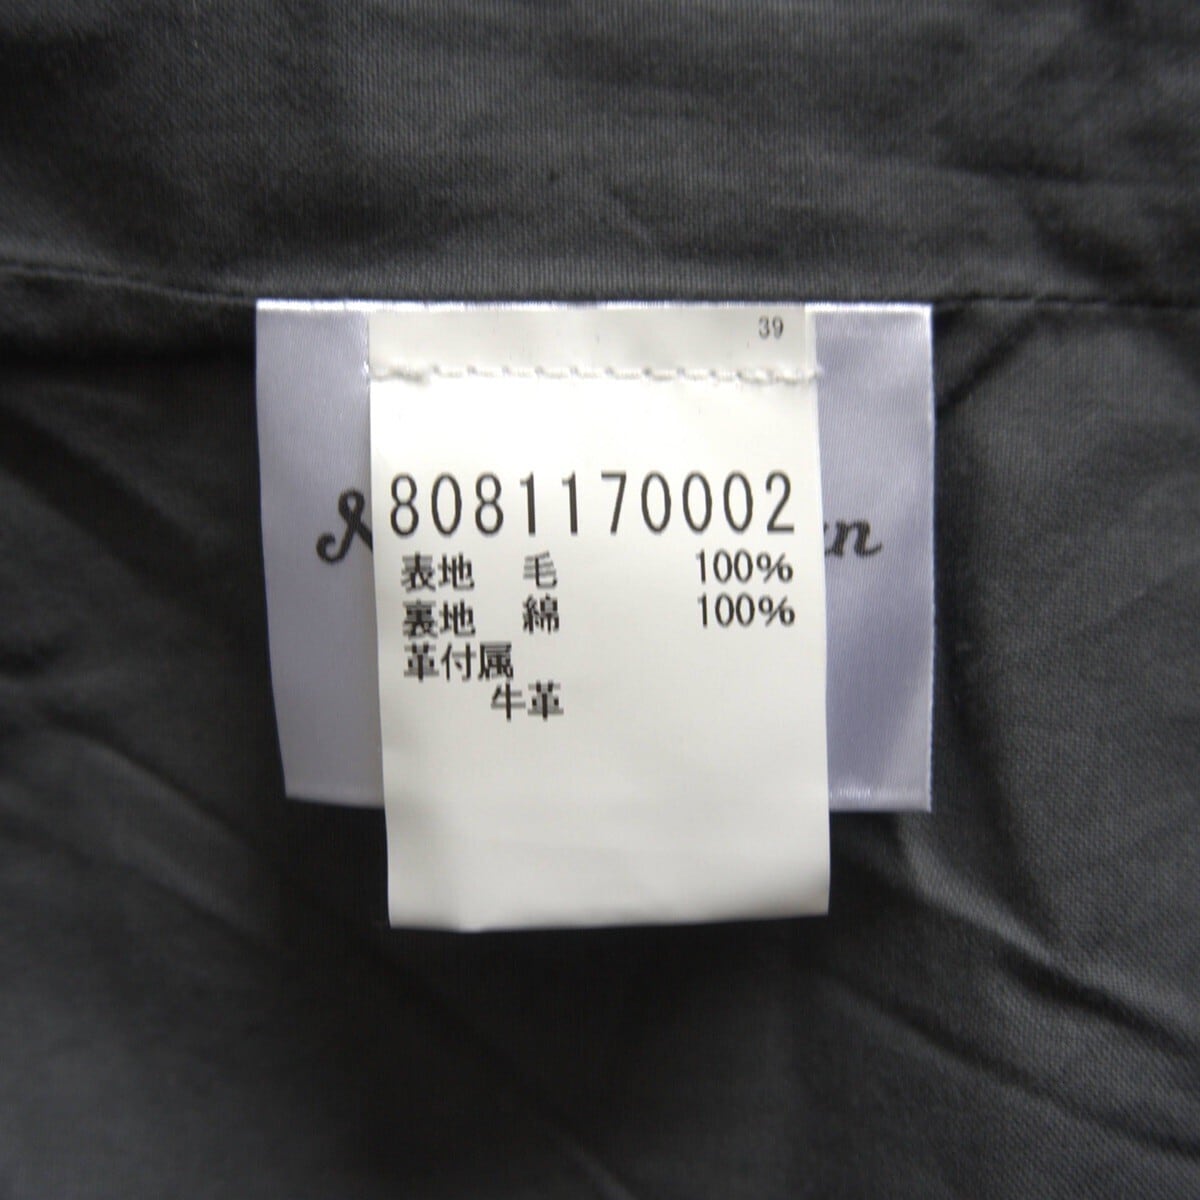 39
8081170002
表地 毛 100%
裏地 綿 100%
革付属
牛革